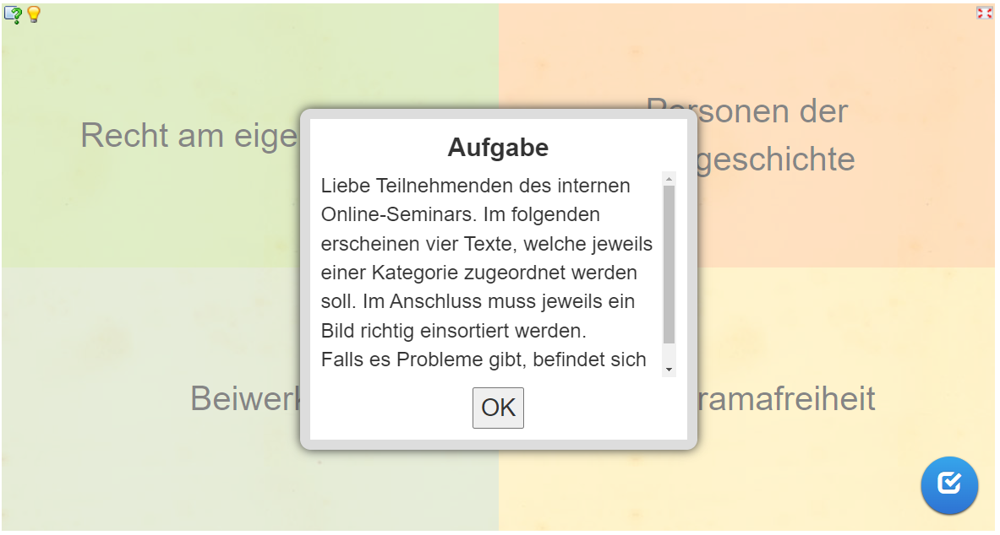 Recht am eige
Personen der
geschichte
Aufgabe
Liebe Teilnehmenden des internen
Online-Seminars. Im folgenden
erscheinen vier Texte, welche jeweils
einer Kategorie zugeordnet werden
soll. Im Anschluss muss jeweils ein
Bild richtig einsortiert werden.
Falls es Probleme gibt, befindet sich
OK
Beiwerk
ramafreiheit